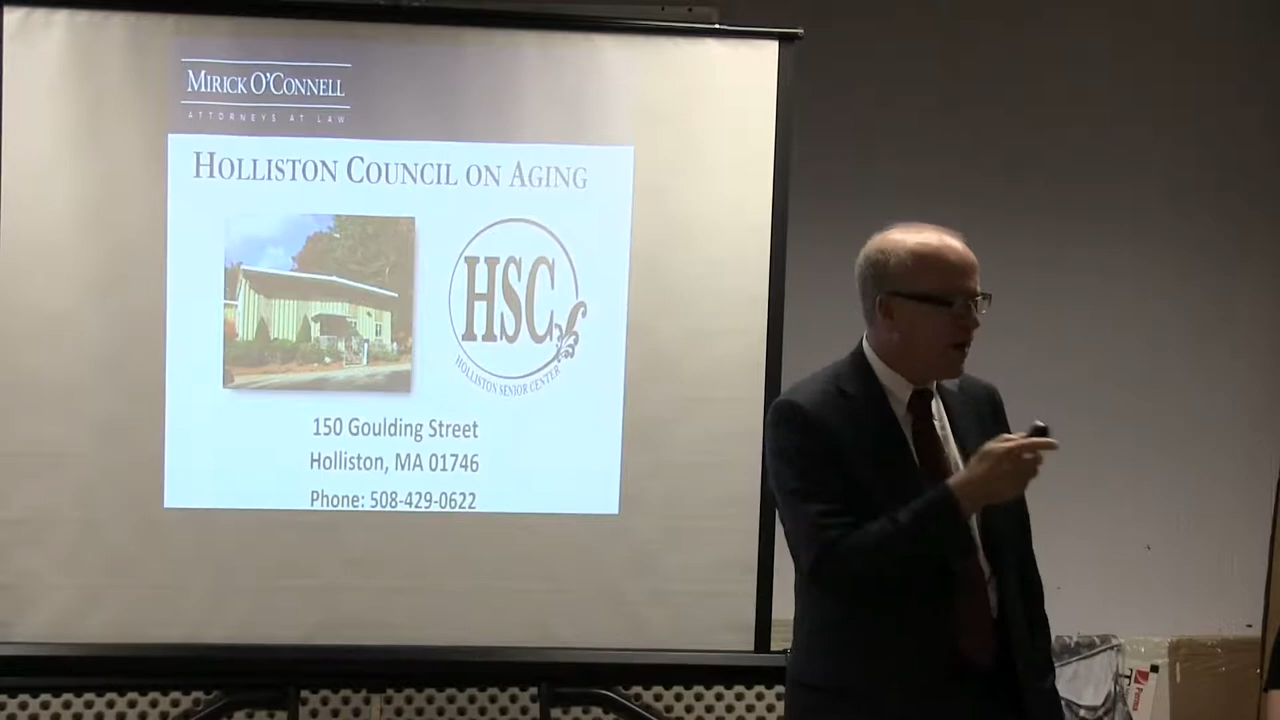 MIRICK O'CONNELL
ATTORNEYS AT LAW
HOLLISTON COUNCIL ON AGING
HSC
HOLLISTON SENIOR CENTER
150 Goulding Street
Holliston, MA 01746
Phone: 508-429-0622